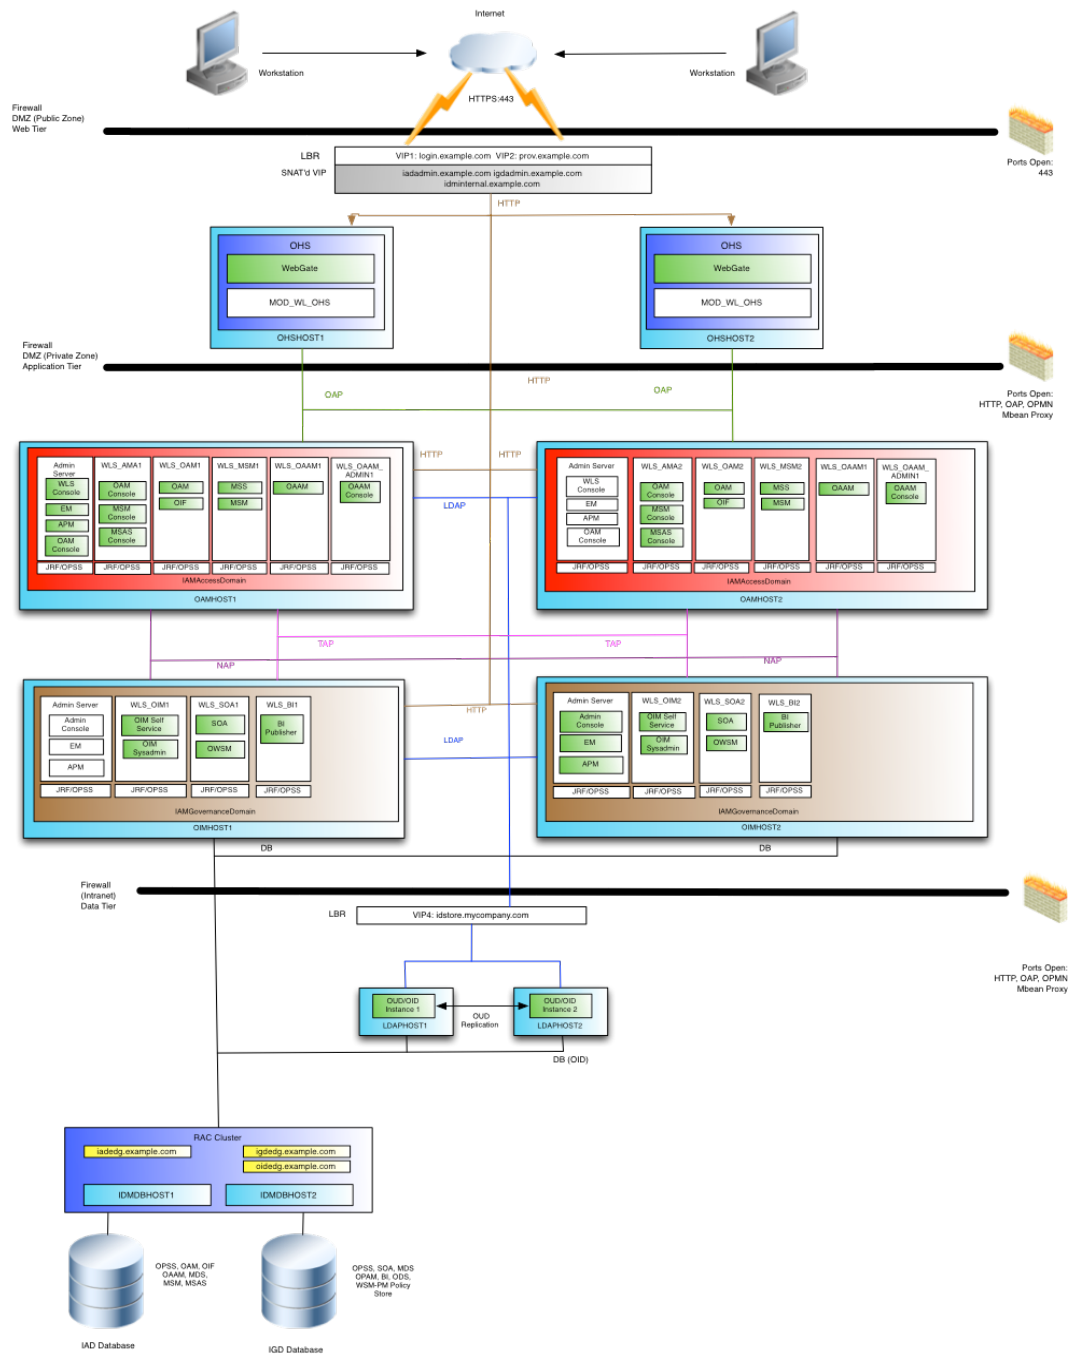 Internet
Workstation
Workstation
HTTPS:443
Firewall
DMZ (Public Zone)
Web Tier
Ports Open:
443
LBR
VIP1: login.example.com  VIP2: prov.example.com
SNAT'd VIP
iadadmin.example.com igdadmin.example.com
idminternal.example.com
HTTP
OHS
WebGate
MOD_WL_OHS
OHSHOST1
OHS
WebGate
MOD_WL_OHS
OHSHOST2
Firewall
DMZ (Private Zone)
Application Tier
HTTP
Ports Open:
HTTP, OAP, OPMN
Mbean Proxy
OAP
OAP
Admin
Server
WLS
Console
EM
APM
OAM
Console
JRF/OPSS
WLS_AMA1
OAM
Console
MSM
Console
MSAS
Console
JRF/OPSS
WLS_OAM1
OAM
OIF
JRF/OPSS
WLS_MSM1
MSS
MSM
JRF/OPSS
WLS_OAAM1
OAAM
JRF/OPSS
WLS_OAAM_
ADMIN1
OAAM
Console
JRF/OPSS
IAMAccessDomain
OAMHOST1
HTTP
HTTP
LDAP
Admin Server
WLS
Console
EM
APM
OAM
Console
JRF/OPSS
WLS_AMA2
OAM
Console
MSM
Console
MSAS
Console
JRF/OPSS
WLS_OAM2
OAM
OIF
JRF/OPSS
WLS_MSM2
MSS
MSM
JRF/OPSS
WLS_OAAM1
OAAM
JRF/OPSS
WLS_OAAM_
ADMIN1
OAAM
Console
JRF/OPSS
IAMAccessDomain
OAMHOST2
TAP
TAP
NAP
NAP
Admin Server
Admin
Console
EM
APM
JRF/OPSS
WLS_OIM1
OIM Self
Service
OIM
Sysadmin
JRF/OPSS
WLS_SOA1
SOA
OWSM
JRF/OPSS
WLS_BI1
BI
Publisher
JRF/OPSS
IAMGovernanceDomain
OIMHOST1
HTTP
LDAP
Admin Server
Admin
Console
EM
APM
JRF/OPSS
WLS_OIM2
OIM Self
Service
OIM
Sysadmin
JRF/OPSS
WLS_SOA2
SOA
OWSM
JRF/OPSS
WLS_BI2
BI
Publisher
JRF/OPSS
IAMGovernanceDomain
OIMHOST2
DB
DB
Firewall
(Intranet)
Data Tier
LBR
VIP4: idstore.mycompany.com
Ports Open:
HTTP, OAP, OPMN
Mbean Proxy
OUD/OID
Instance 1
LDAPHOST1
OUD
Replication
OUD/OID
Instance 2
LDAPHOST2
DB (OID)
RAC Cluster
iadedg.example.com
igdedg.example.com
oidedg.example.com
IDMDBHOST1
IDMDBHOST2
OPSS, OAM, OIF
OAAM, MDS,
MSM, MSAS
OPSS, SOA, MDS
OPAM, BI, ODS,
WSM-PM Policy
Store
IAD Database
IGD Database